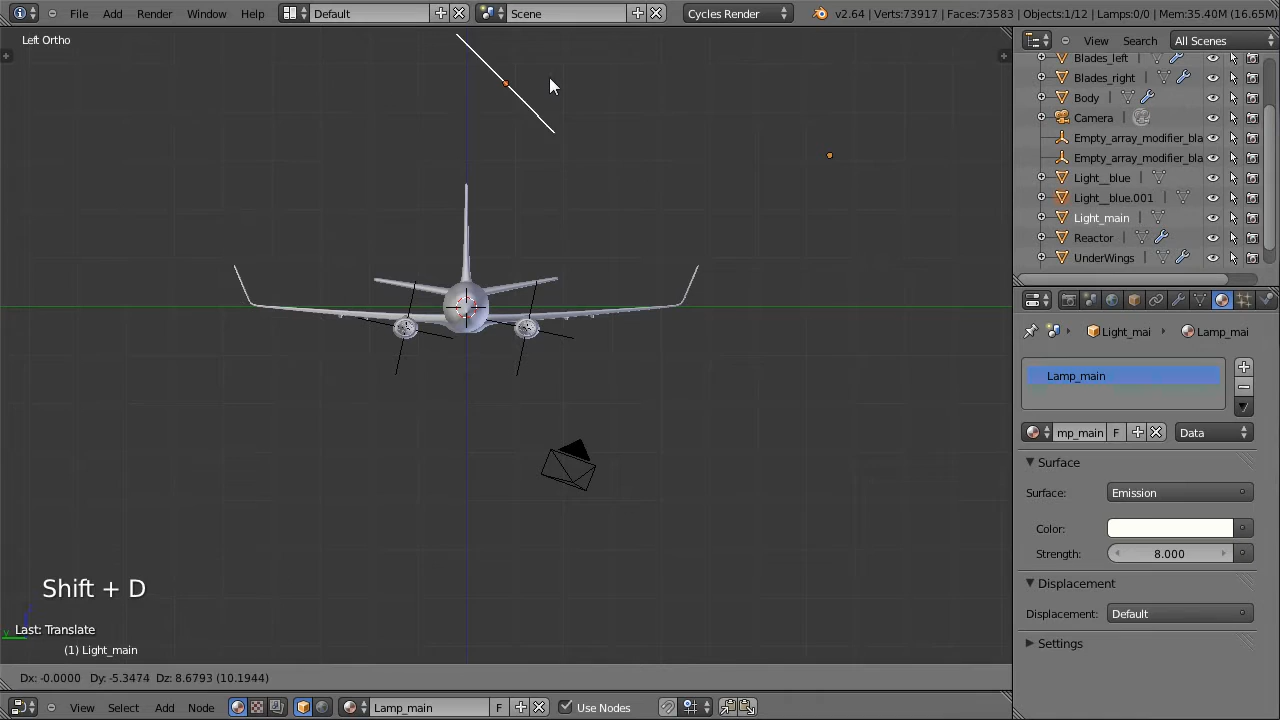 File Add Render Window Help Default Scene Cycles Render v2.64 | Verts:73917 | Faces:73583 | Objects:1/12 | Lamps:0/0 | Mem:35.40M (16.65M)
Left Ortho
View Search All Scenes
Blades_left
Blades_right
Body
Camera
Empty_array_modifier_bla
Empty_array_modifier_bla
Light__blue
Light__blue.001
Light_main
Reactor
UnderWings
Light_mai Lamp_mai
Lamp_main
mp_main F Data
Surface
Surface: Emission
Color:
Strength: 8.000
Displacement
Displacement: Default
Settings
Shift + D
Last: Translate
(1) Light_main
Dx: -0.0000 Dy: -5.3474 Dz: 8.6793 (10.1944)
View Select Add Node Lamp_main F Use Nodes